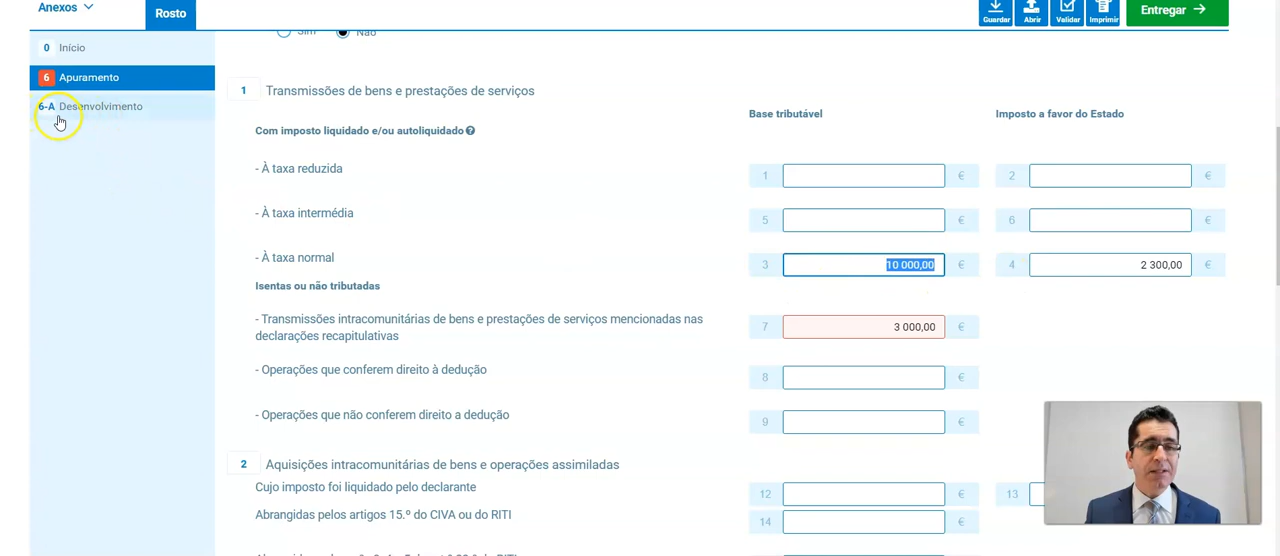 Anexos
Rosto
Guardar
Abrir
Validar
Imprimir
Entregar
0 Início
Sim Não
6 Apuramento
6-A Desenvolvimento
1 Transmissões de bens e prestações de serviços
Base tributável Imposto a favor do Estado
Com imposto liquidado e/ou autoliquidado ?
- À taxa reduzida 1 € 2 €
- À taxa intermédia 5 € 6 €
- À taxa normal 3 10 000,00 € 4 2 300,00 €
Isentas ou não tributadas
- Transmissões intracomunitárias de bens e prestações de serviços mencionadas nas
declarações recapitulativas
7 3 000,00 €
- Operações que conferem direito à dedução 8 €
- Operações que não conferem direito a dedução 9 €
2 Aquisições intracomunitárias de bens e operações assimiladas
Cujo imposto foi liquidado pelo declarante 12 € 13
Abrangidas pelos artigos 15.º do CIVA ou do RITI 14 €